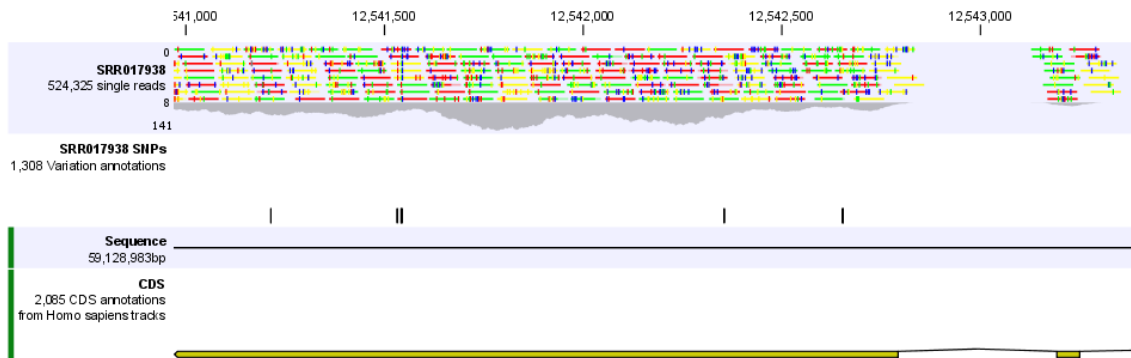 541,000 12,541,500 12,542,000 12,542,500 12,543,000
0
SRR017938
524,325 single reads
8
141
SRR017938 SNPs
1,308 Variation annotations
Sequence
59,128,983bp
CDS
2,085 CDS annotations
from Homo sapiens tracks